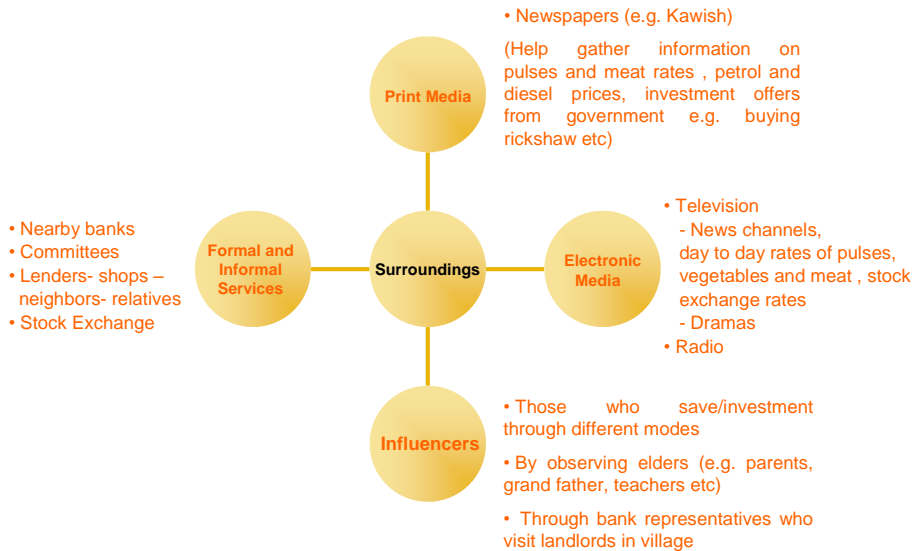 • Newspapers (e.g. Kawish)
(Help gather information on
pulses and meat rates , petrol and
diesel prices, investment offers
from government e.g. buying
rickshaw etc)
Print Media
• Nearby banks
• Committees
• Lenders- shops –
neighbors- relatives
• Stock Exchange
Formal and
Informal
Services
Surroundings
Electronic
Media
• Television
- News channels,
day to day rates of pulses,
vegetables and meat , stock
exchange rates
- Dramas
• Radio
Influencers
• Those who save/investment
through different modes
• By observing elders (e.g. parents,
grand father, teachers etc)
• Through bank representatives who
visit landlords in village